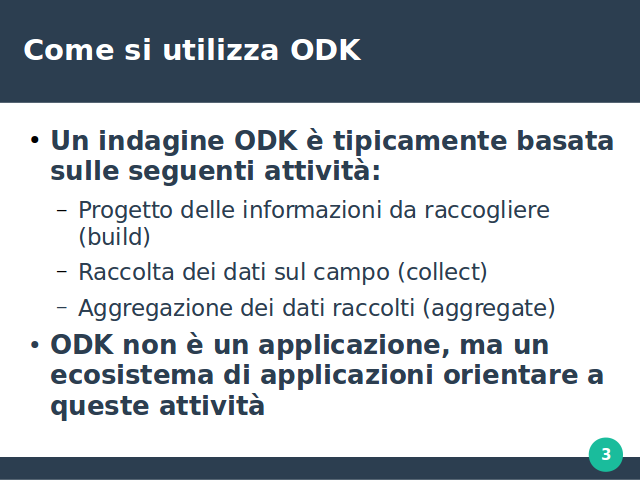 Come si utilizza ODK
• Un indagine ODK è tipicamente basata
sulle seguenti attività:
– Progetto delle informazioni da raccogliere
(build)
– Raccolta dei dati sul campo (collect)
– Aggregazione dei dati raccolti (aggregate)
• ODK non è un applicazione, ma un
ecosistema di applicazioni orientare a
queste attività
3